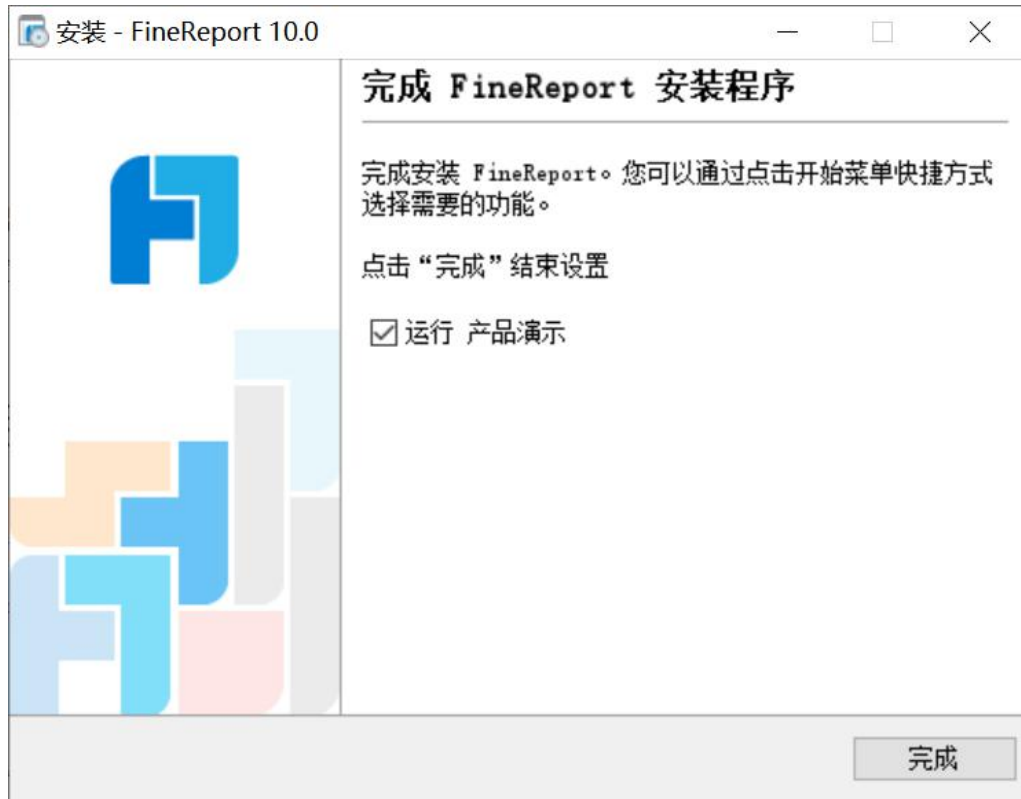 安装 - FineReport 10.0
完成 FineReport 安装程序
完成安装 FineReport。您可以通过点击开始菜单快捷方式
选择需要的功能。
点击“完成”结束设置
运行 产品演示
完成